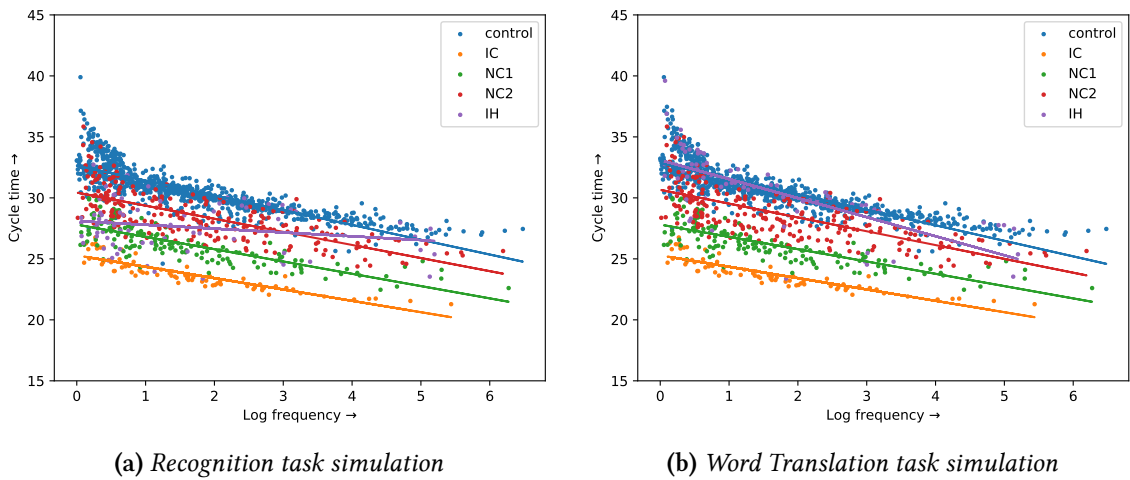 45
40
35
30
25
20
15
Cycle time →
0 1 2 3 4 5 6
Log frequency →
control
IC
NC1
NC2
IH
(a) Recognition task simulation
45
40
35
30
25
20
15
Cycle time →
0 1 2 3 4 5 6
Log frequency →
control
IC
NC1
NC2
IH
(b) Word Translation task simulation